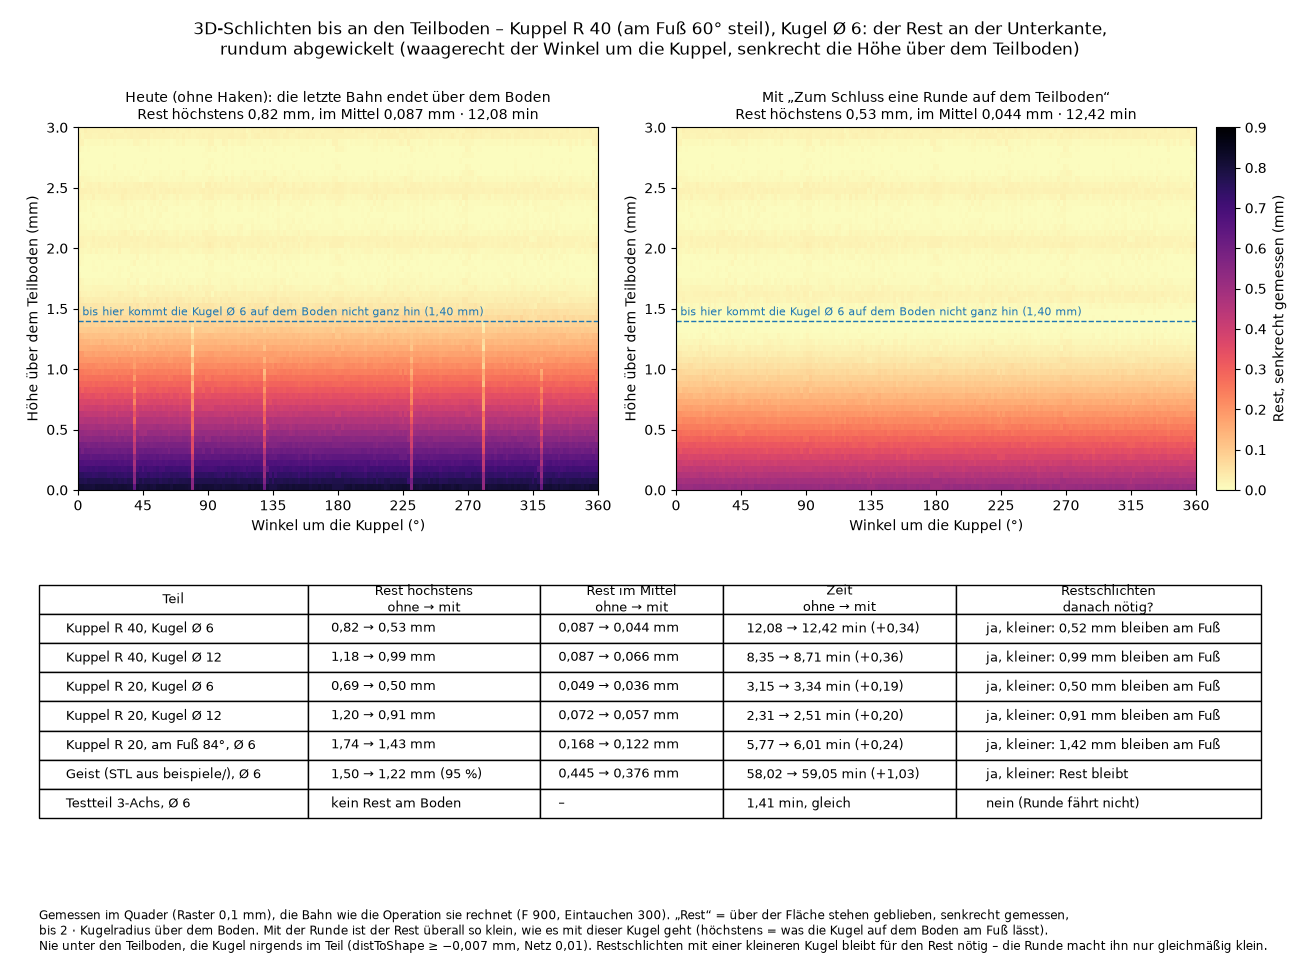 3D-Schlichten bis an den Teilboden – Kuppel R 40 (am Fuß 60° steil), Kugel Ø 6: der Rest an der Unterkante,
rundum abgewickelt (waagerecht der Winkel um die Kuppel, senkrecht die Höhe über dem Teilboden)
Heute (ohne Haken): die letzte Bahn endet über dem Boden
Rest höchstens 0,82 mm, im Mittel 0,087 mm · 12,08 min
3.0
2.5
2.0
1.5
1.0
0.5
0.0
Höhe über dem Teilboden (mm)
bis hier kommt die Kugel Ø 6 auf dem Boden nicht ganz hin (1,40 mm)
0 45 90 135 180 225 270 315 360
Winkel um die Kuppel (°)
Mit „Zum Schluss eine Runde auf dem Teilboden“
Rest höchstens 0,53 mm, im Mittel 0,044 mm · 12,42 min
3.0
2.5
2.0
1.5
1.0
0.5
0.0
Höhe über dem Teilboden (mm)
bis hier kommt die Kugel Ø 6 auf dem Boden nicht ganz hin (1,40 mm)
0 45 90 135 180 225 270 315 360
Winkel um die Kuppel (°)
0.9
0.8
0.7
0.6
0.5
0.4
0.3
0.2
0.1
0.0
Rest, senkrecht gemessen (mm)
Teil Rest höchstens ohne → mit Rest im Mittel ohne → mit Zeit ohne → mit Restschlichten danach nötig?
Kuppel R 40, Kugel Ø 6 0,82 → 0,53 mm 0,087 → 0,044 mm 12,08 → 12,42 min (+0,34) ja, kleiner: 0,52 mm bleiben am Fuß
Kuppel R 40, Kugel Ø 12 1,18 → 0,99 mm 0,087 → 0,066 mm 8,35 → 8,71 min (+0,36) ja, kleiner: 0,99 mm bleiben am Fuß
Kuppel R 20, Kugel Ø 6 0,69 → 0,50 mm 0,049 → 0,036 mm 3,15 → 3,34 min (+0,19) ja, kleiner: 0,50 mm bleiben am Fuß
Kuppel R 20, Kugel Ø 12 1,20 → 0,91 mm 0,072 → 0,057 mm 2,31 → 2,51 min (+0,20) ja, kleiner: 0,91 mm bleiben am Fuß
Kuppel R 20, am Fuß 84°, Ø 6 1,74 → 1,43 mm 0,168 → 0,122 mm 5,77 → 6,01 min (+0,24) ja, kleiner: 1,42 mm bleiben am Fuß
Geist (STL aus beispiele/), Ø 6 1,50 → 1,22 mm (95 %) 0,445 → 0,376 mm 58,02 → 59,05 min (+1,03) ja, kleiner: Rest bleibt
Testteil 3-Achs, Ø 6 kein Rest am Boden – 1,41 min, gleich nein (Runde fährt nicht)
Gemessen im Quader (Raster 0,1 mm), die Bahn wie die Operation sie rechnet (F 900, Eintauchen 300). „Rest“ = über der Fläche stehen geblieben, senkrecht gemessen,
bis 2 · Kugelradius über dem Boden. Mit der Runde ist der Rest überall so klein, wie es mit dieser Kugel geht (höchstens = was die Kugel auf dem Boden am Fuß lässt).
Nie unter den Teilboden, die Kugel nirgends im Teil (distToShape ≥ −0,007 mm, Netz 0,01). Restschlichten mit einer kleineren Kugel bleibt für den Rest nötig – die Runde macht ihn nur gleichmäßig klein.